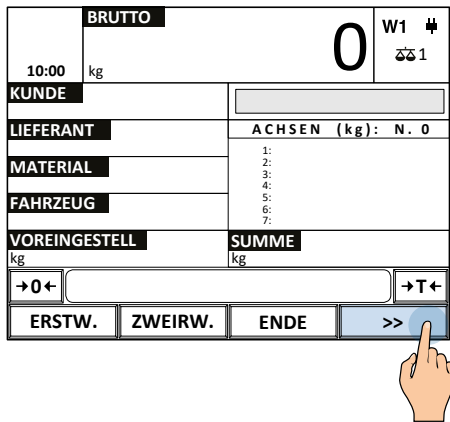 BRUTTO
0
W1
1
10:00 kg
KUNDE
LIEFERANT
ACHSEN (kg): N. 0
1:
2:
3:
4:
5:
6:
7:
MATERIAL
FAHRZEUG
VOREINGESTELL
kg
SUMME
kg
→0←
→T←
ERSTW. ZWEIRW. ENDE >>